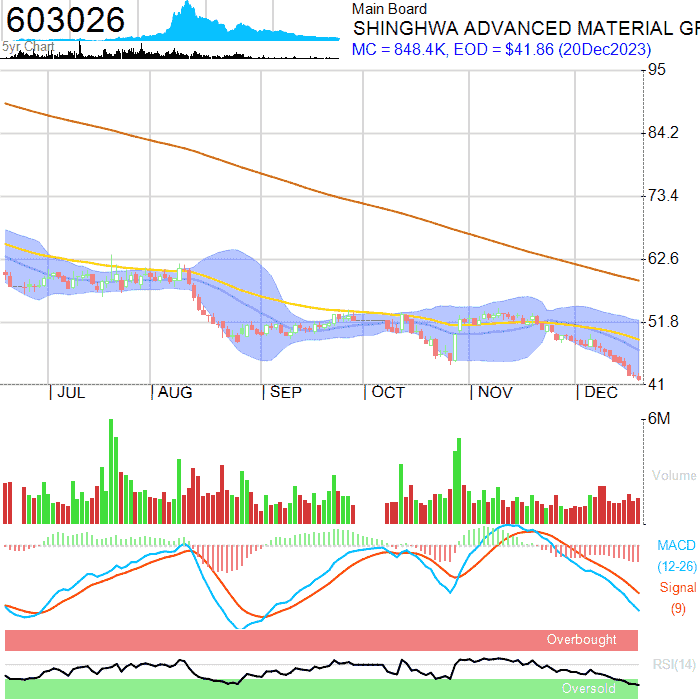 603026
5yr Chart
Main Board
SHINGHWA ADVANCED MATERIAL GR
MC = 848.4K, EOD = $41.86 (20Dec2023)
95
84.2
73.4
62.6
51.8
41
JUL AUG SEP OCT NOV DEC
6M
Volume
MACD
(12-26)
Signal
(9)
Overbought
RSI(14)
Oversold